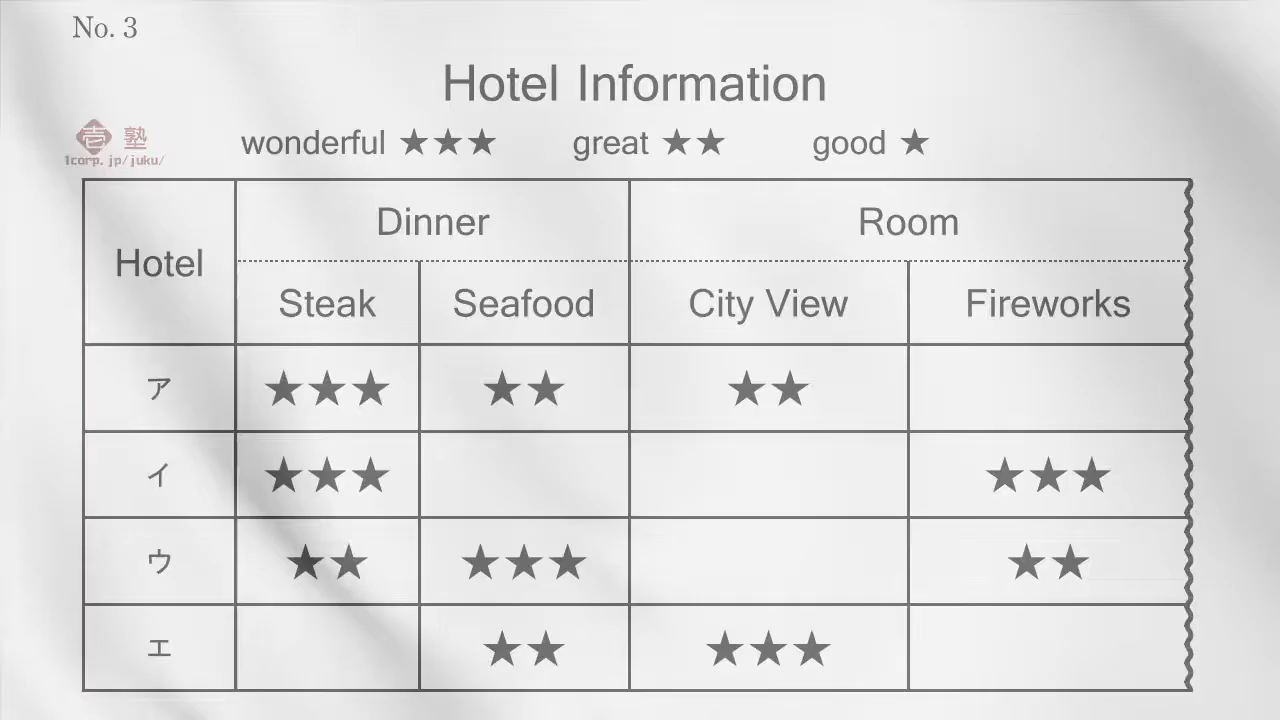 No. 3
Hotel Information
壱 塾
1corp. jp/juku/
wonderful ★★★ great ★★ good ★
Hotel Dinner Room
Steak Seafood City View Fireworks
ア ★★★ ★★ ★★
イ ★★★ ★★★
ウ ★★ ★★★ ★★
エ ★★ ★★★